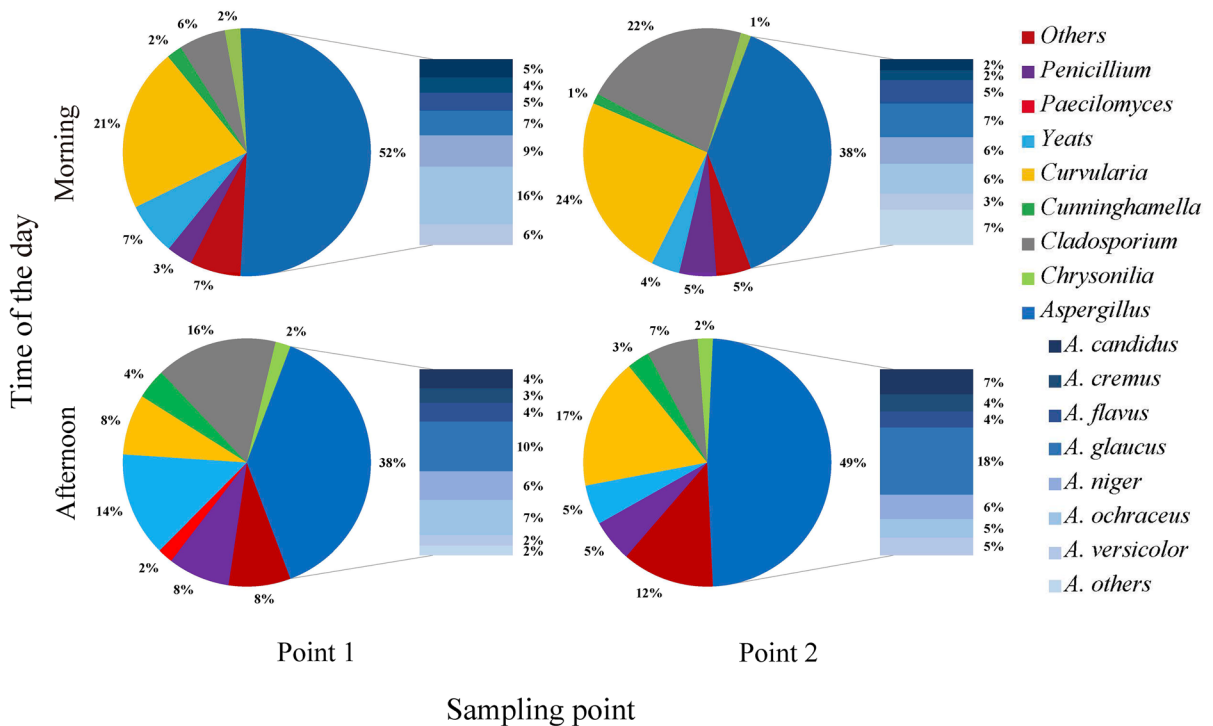 2%
6%
2%
21%
52%
7%
3%
7%
5%
4%
5%
7%
9%
16%
6%
22%
1%
1%
24%
38%
4%
5%
5%
2%
2%
5%
7%
6%
6%
3%
7%
16%
2%
4%
8%
38%
14%
2%
8%
8%
4%
3%
4%
10%
6%
7%
2%
2%
7%
2%
3%
17%
49%
5%
5%
12%
7%
4%
4%
18%
6%
5%
5%
Others
Penicillium
Paecilomyces
Yeats
Curvularia
Cunninghamella
Cladosporium
Chrysonilia
Aspergillus
A. candidus
A. cremus
A. flavus
A. glaucus
A. niger
A. ochraceus
A. versicolor
A. others
Time of the day
Morning
Afternoon
Point 1
Point 2
Sampling point